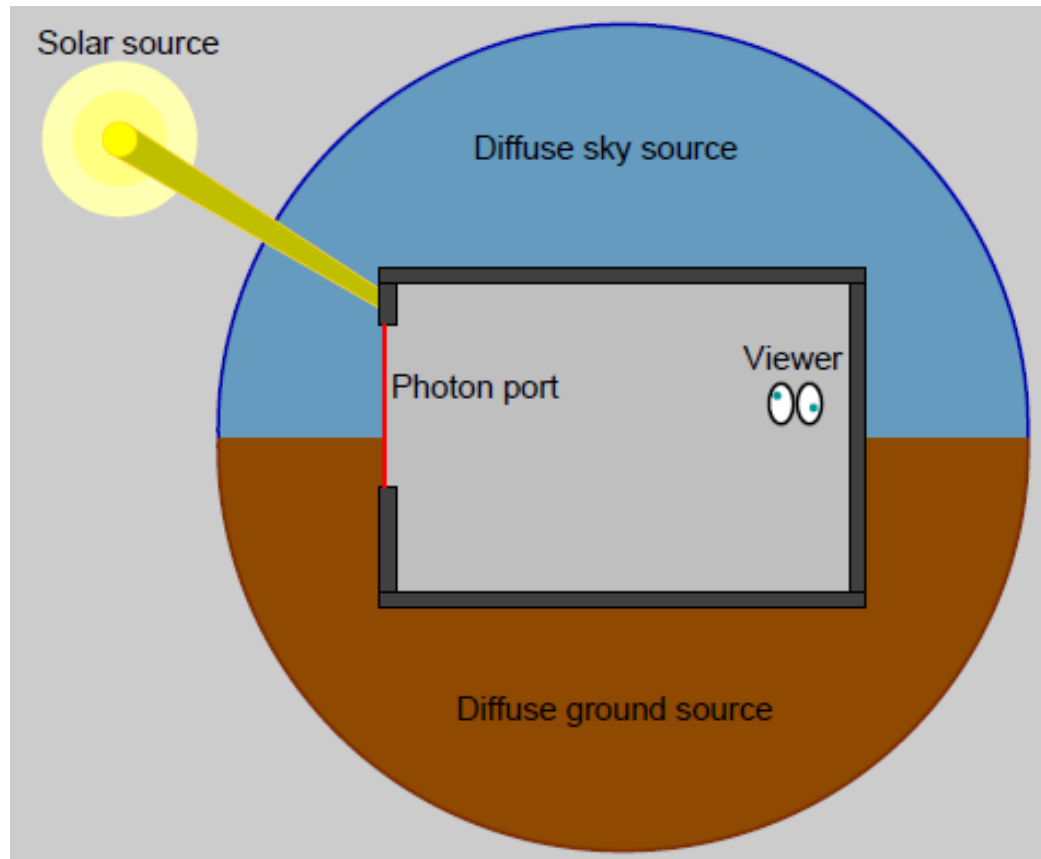 Solar source
Diffuse sky source
Viewer
Photon port
Diffuse ground source